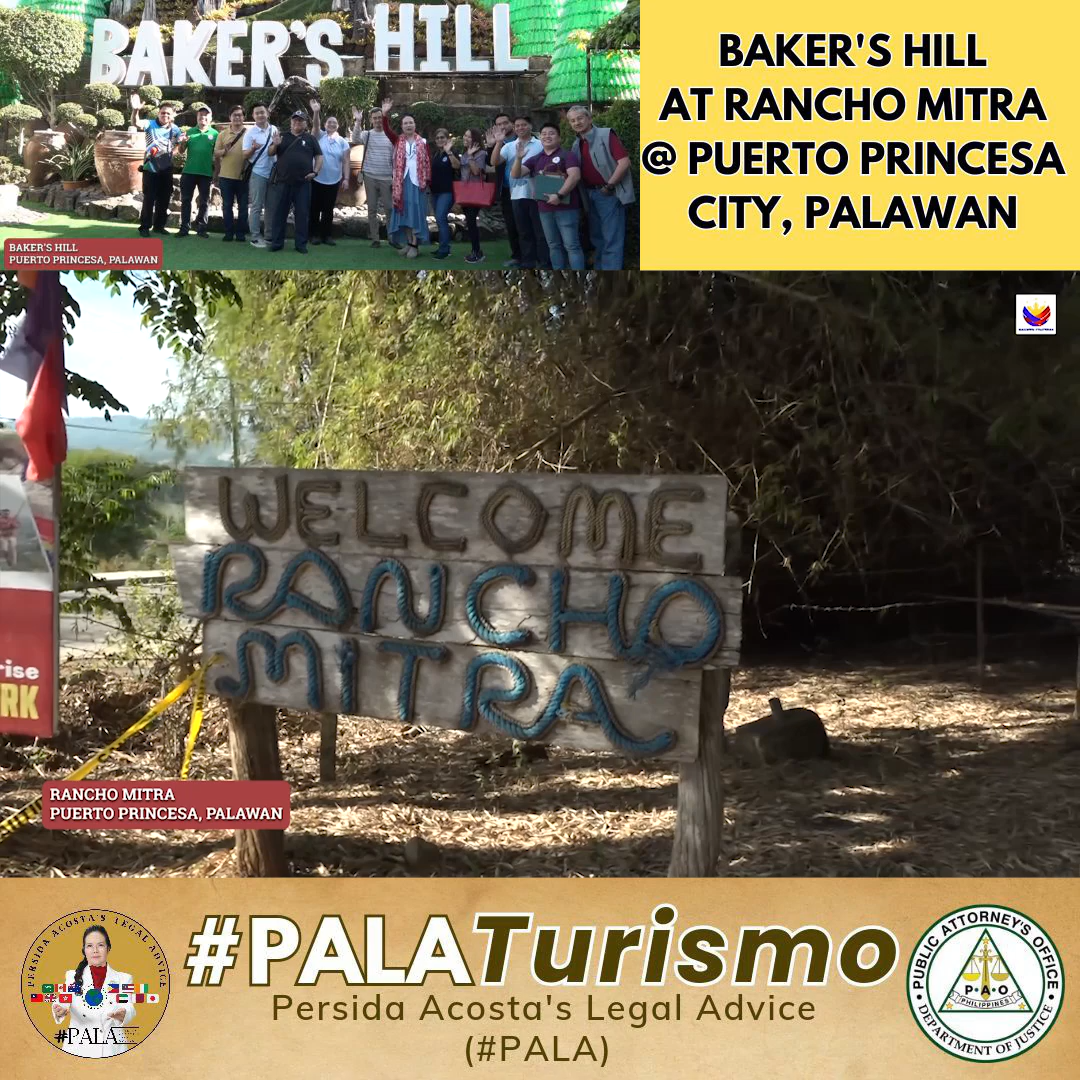 BAKER'S HILL
BAKER'S HILL
PUERTO PRINCESA, PALAWAN
BAKER'S HILL
AT RANCHO MITRA
@ PUERTO PRINCESA
CITY, PALAWAN
WELCOME
RANCHO
MITRA
rise
RK
RANCHO MITRA
PUERTO PRINCESA, PALAWAN
PERSIDA ACOSTA'S LEGAL ADVICE
#PALA
#PALATurismo
Persida Acosta's Legal Advice
(#PALA)
PUBLIC ATTORNEY'S OFFICE
P A O
PHILIPPINES
DEPARTMENT OF JUSTICE